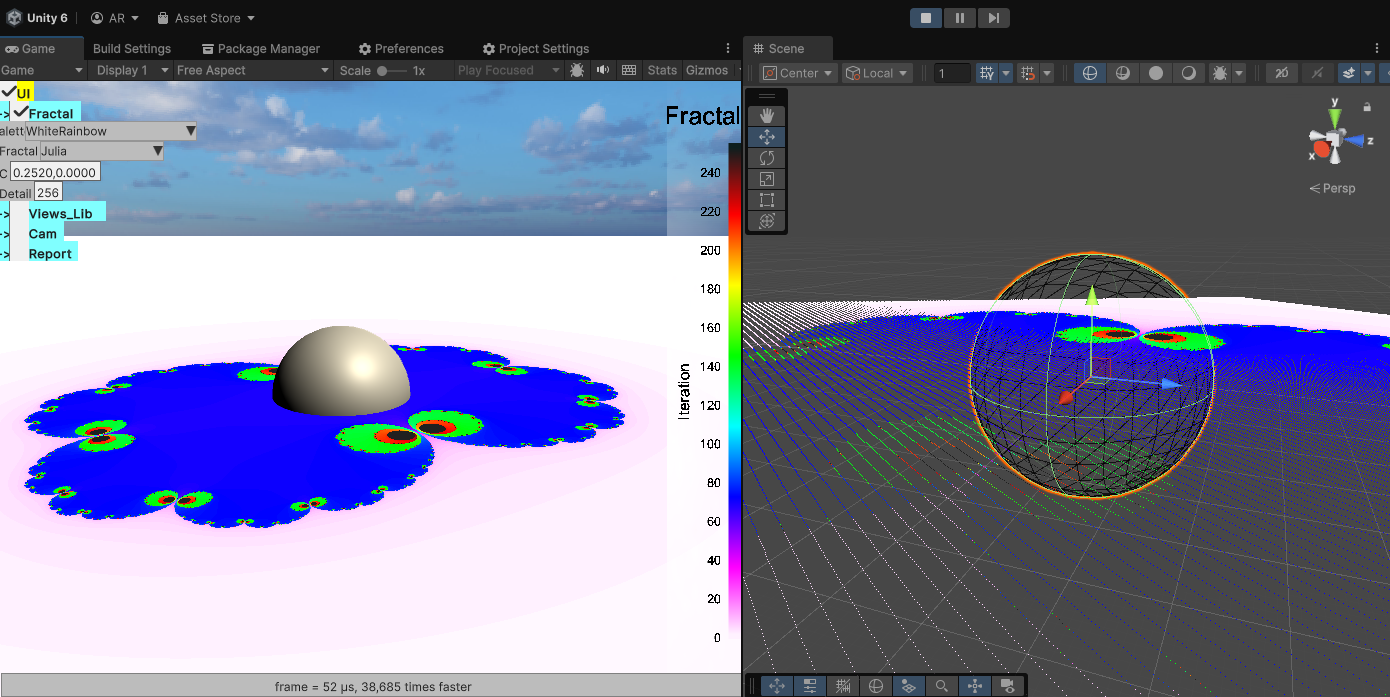 Unity 6 AR Asset Store
Game Build Settings Package Manager Preferences Project Settings
Game Display 1 Free Aspect Scale 1x Play Focused Stats Gizmos
UI
-> Fractal
alett WhiteRainbow
Fractal Julia
C 0.2520,0.0000
Detail 256
-> Views_Lib
-> Cam
-> Report
Fractal
240
220
200
180
160
140
120
100
80
60
40
20
0
Iteration
frame = 52 µs, 38,685 times faster
Scene
Center Local 1 2D
y
z
x
Persp